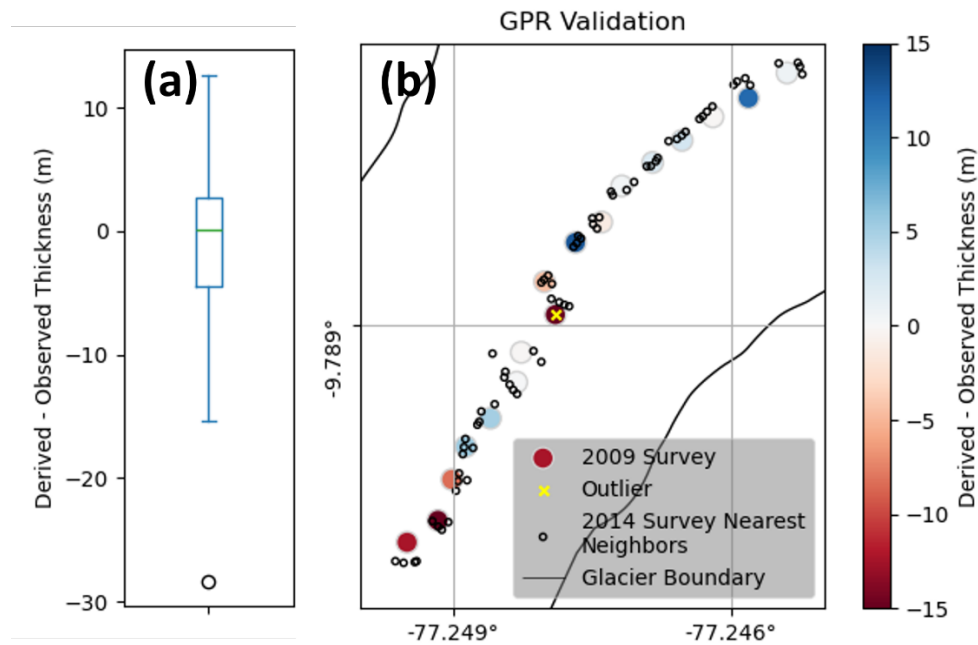 GPR Validation
(a)
(b)
Derived - Observed Thickness (m)
10
0
−10
−20
−30
-9.789°
-77.249°
-77.246°
2009 Survey
Outlier
2014 Survey Nearest
Neighbors
Glacier Boundary
15
10
5
0
−5
−10
−15
Derived - Observed Thickness (m)